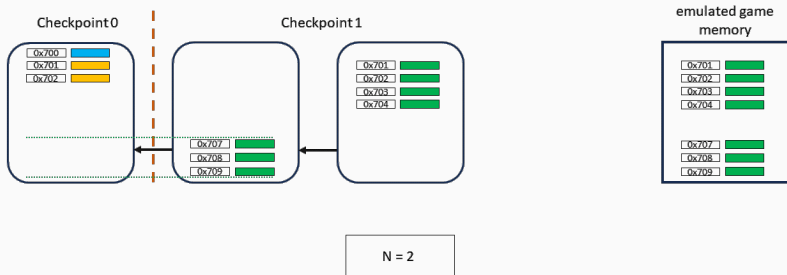 Checkpoint 0
Checkpoint 1
emulated game
memory
0x700
0x701
0x702
0x707
0x708
0x709
0x701
0x702
0x703
0x704
0x701
0x702
0x703
0x704
0x707
0x708
0x709
N = 2